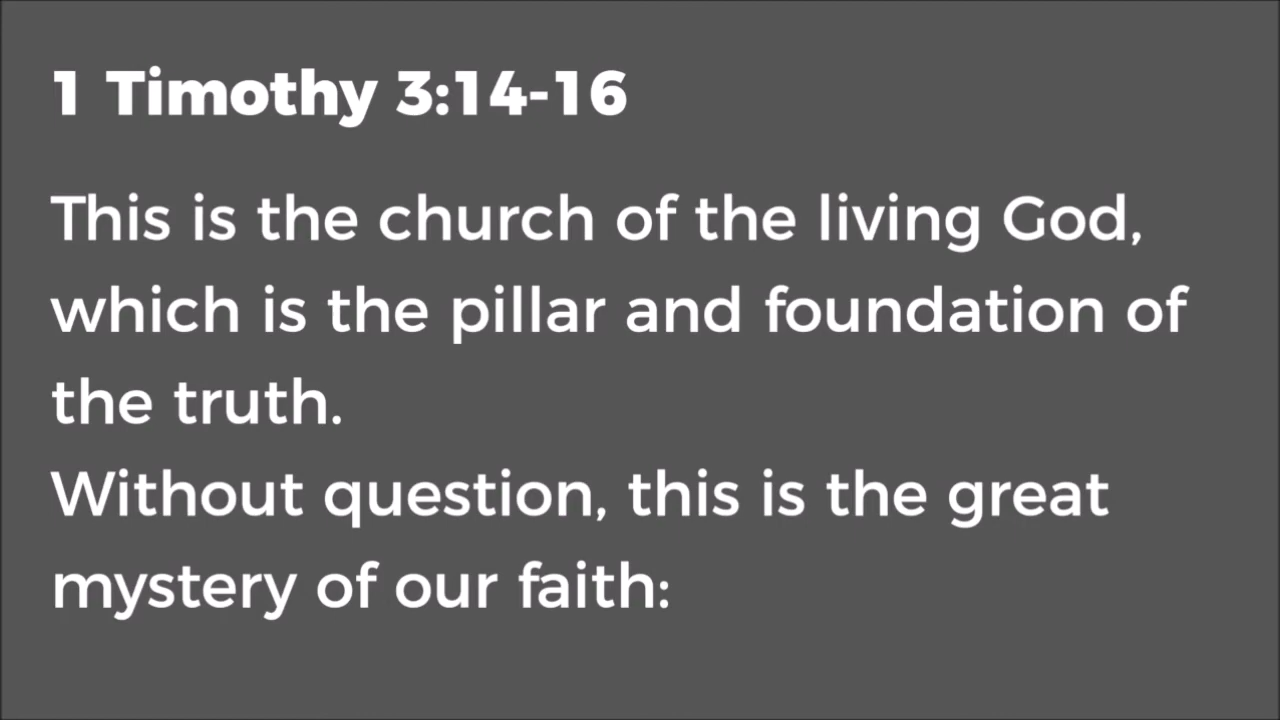 1 Timothy 3:14-16
This is the church of the living God,
which is the pillar and foundation of
the truth.
Without question, this is the great
mystery of our faith: